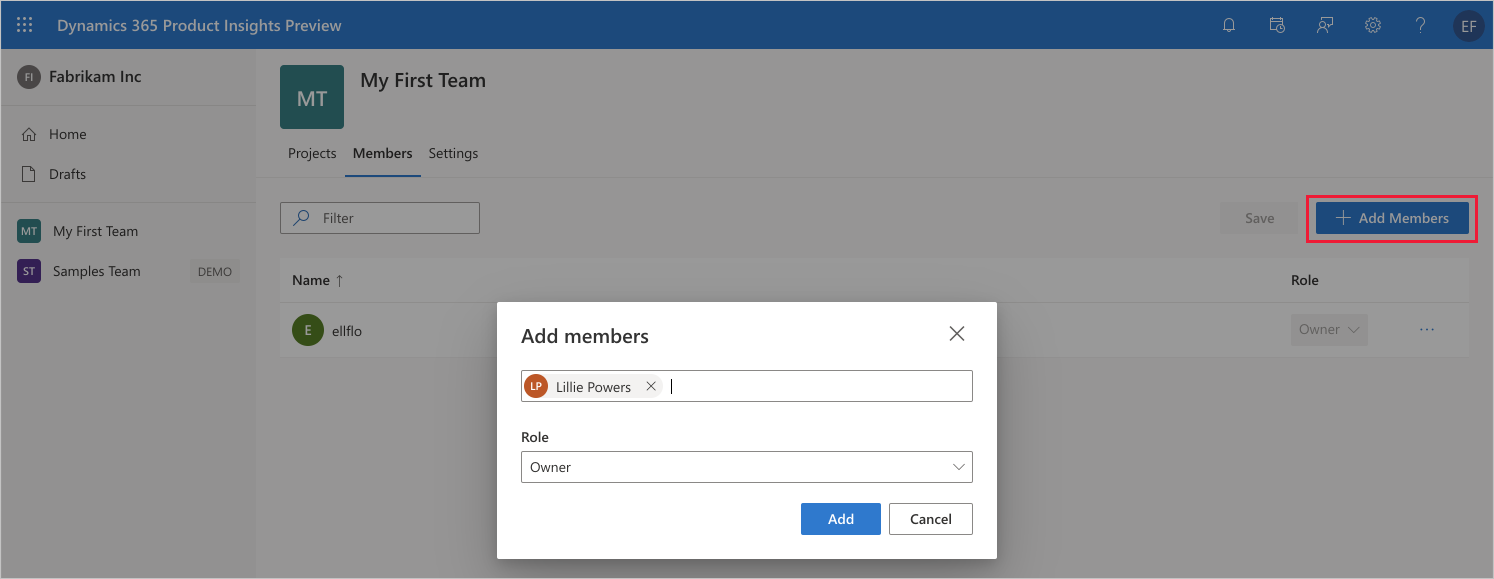 Dynamics 365 Product Insights Preview
EF
FI Fabrikam Inc
Home
Drafts
MT My First Team
ST Samples Team DEMO
MT My First Team
Projects Members Settings
Filter Save Add Members
Name ↑ Role
E ellflo Owner ...
Add members
LP Lillie Powers
Role
Owner
Add Cancel